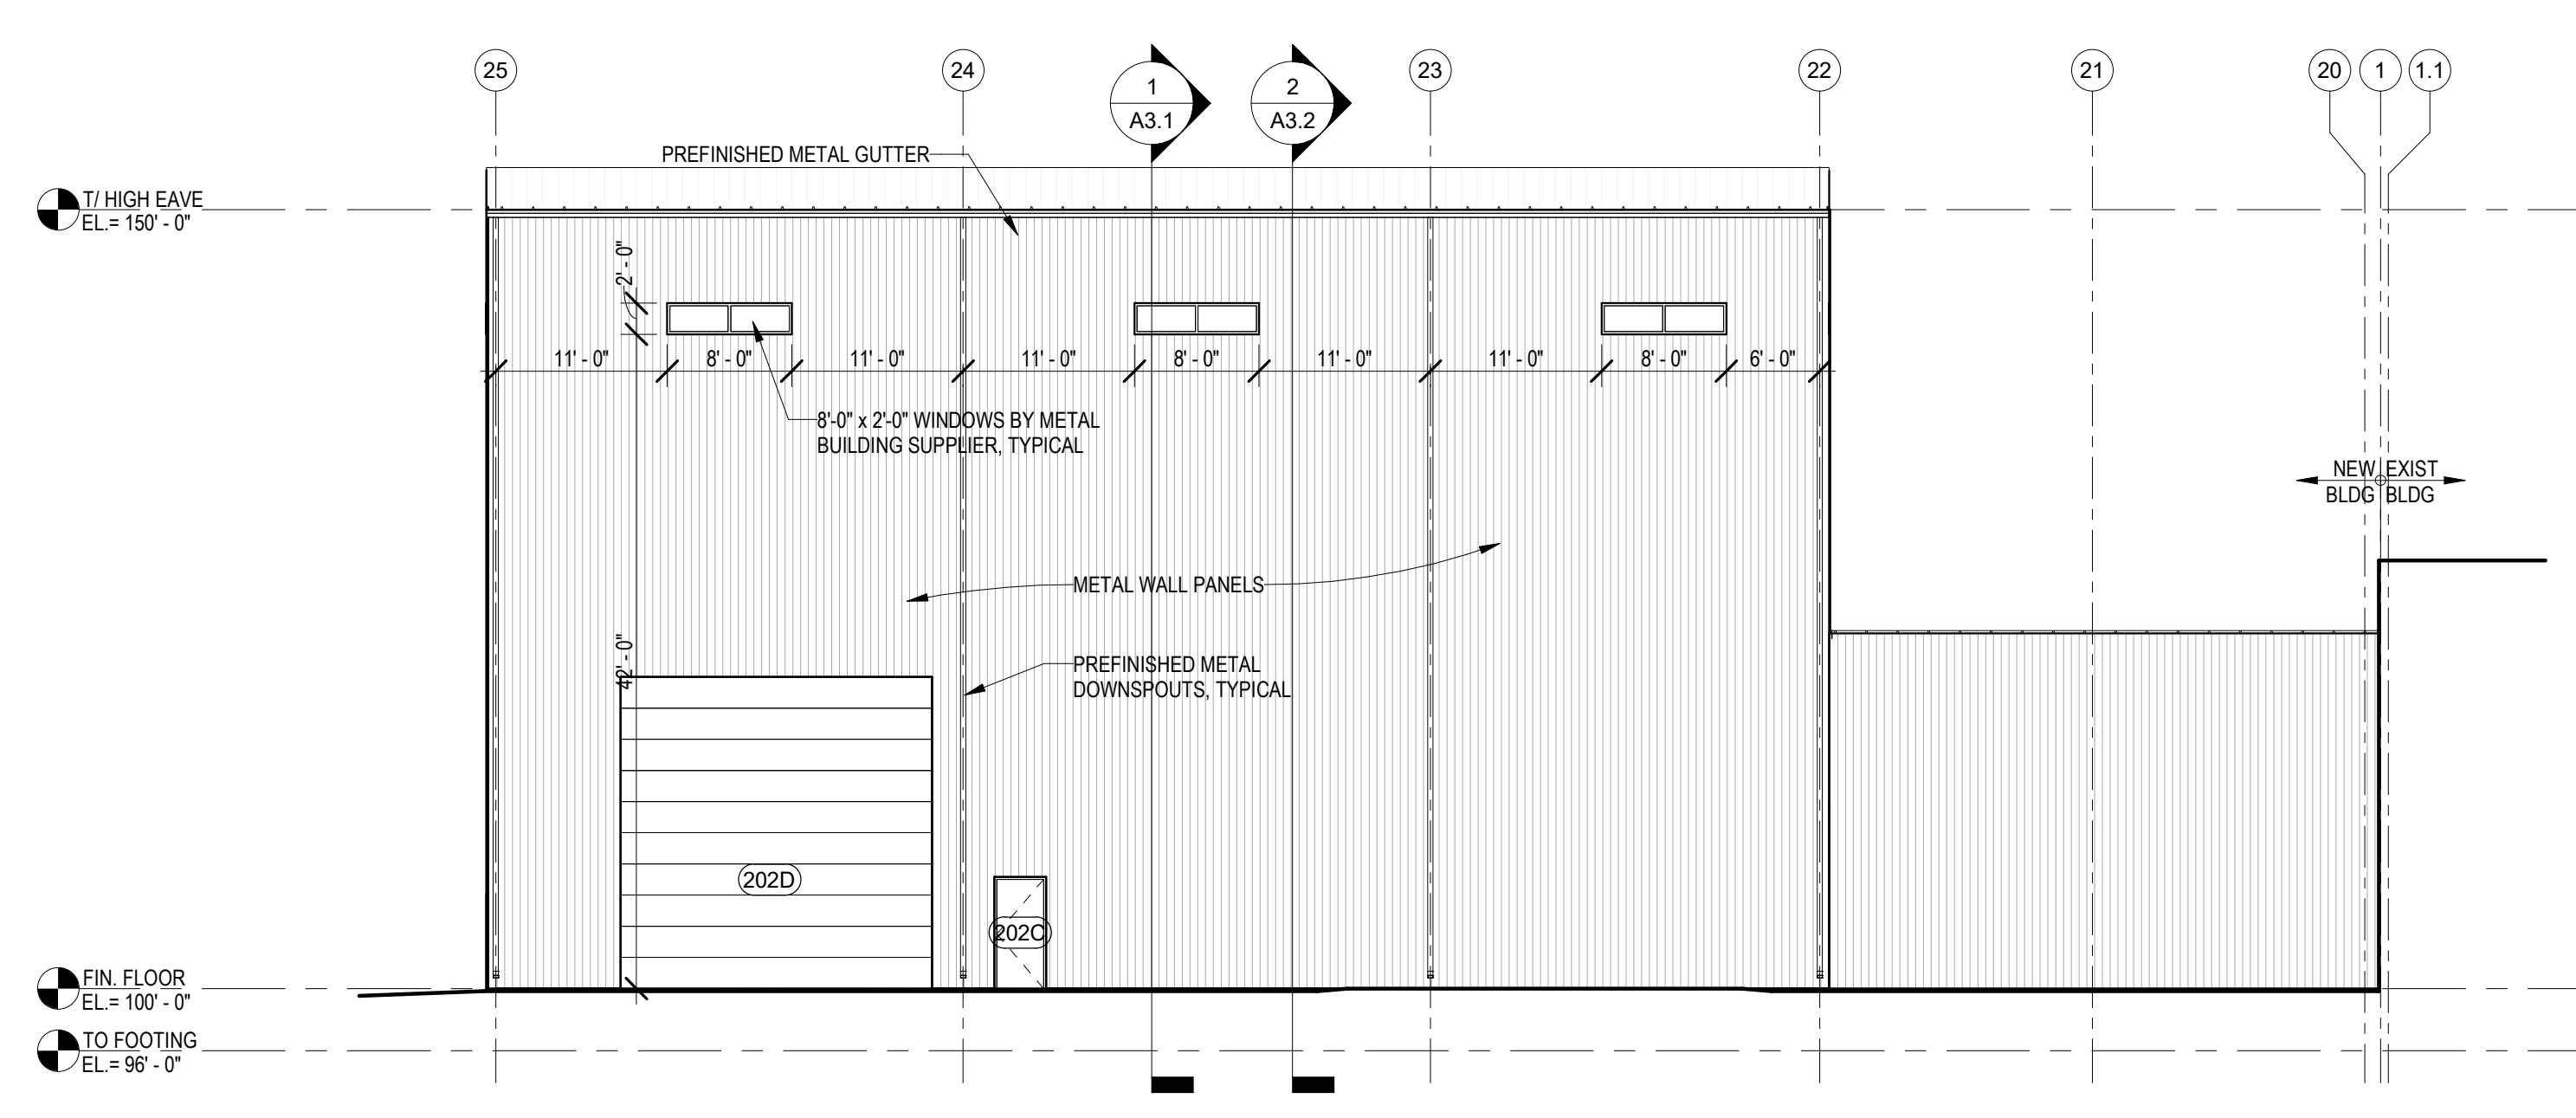 25
24
1
A3.1
2
A3.2
23
22
21
20
1
1.1
PREFINISHED METAL GUTTER
T/ HIGH EAVE
EL.= 150' - 0"
2' - 0"
11' - 0"
8' - 0"
11' - 0"
11' - 0"
8' - 0"
11' - 0"
11' - 0"
8' - 0"
6' - 0"
8'-0" x 2'-0" WINDOWS BY METAL
BUILDING SUPPLIER, TYPICAL
NEW EXIST
BLDG BLDG
METAL WALL PANELS
42' - 0"
PREFINISHED METAL
DOWNSPOUTS, TYPICAL
202D
202C
FIN. FLOOR
EL.= 100' - 0"
TO FOOTING
EL.= 96' - 0"